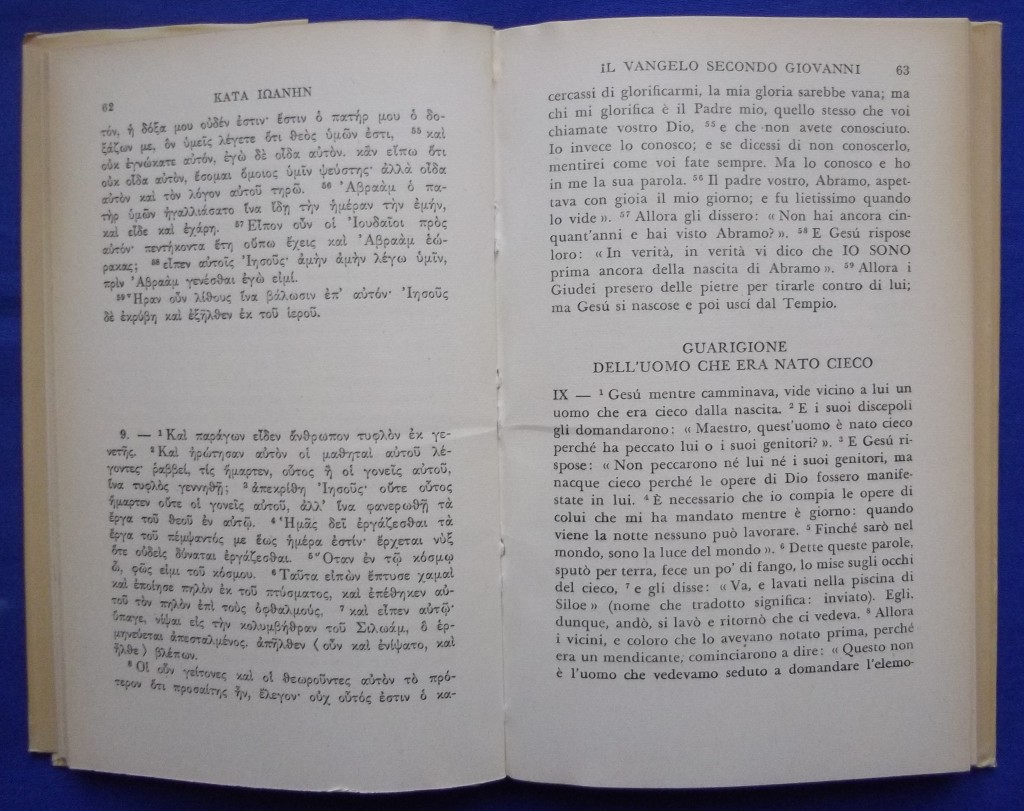 62
ΚΑΤΑ ΙΩΑΝΗΝ
τόν, ἡ δόξα μου οὐδέν ἐστιν· ἔστιν ὁ πατήρ μου ὁ δο-
ξάζων με, ὃν ὑμεῖς λέγετε ὅτι θεὸς ὑμῶν ἐστι, ⁵⁵ καὶ
οὐκ ἐγνώκατε αὐτόν, ἐγὼ δὲ οἶδα αὐτόν. κἂν εἴπω ὅτι
οὐκ οἶδα αὐτόν, ἔσομαι ὅμοιος ὑμῖν ψεύστης· ἀλλὰ οἶδα
αὐτὸν καὶ τὸν λόγον αὐτοῦ τηρῶ. ⁵⁶ Ἀβραὰμ ὁ πα-
τὴρ ὑμῶν ἠγαλλιάσατο ἵνα ἴδῃ τὴν ἡμέραν τὴν ἐμήν,
καὶ εἶδε καὶ ἐχάρη. ⁵⁷ Εἶπον οὖν οἱ Ἰουδαῖοι πρὸς
αὐτόν· πεντήκοντα ἔτη οὔπω ἔχεις καὶ Ἀβραὰμ ἑώ-
ρακας; ⁵⁸ εἶπεν αὐτοῖς Ἰησοῦς· ἀμὴν ἀμὴν λέγω ὑμῖν,
πρὶν Ἀβραὰμ γενέσθαι ἐγὼ εἰμί.
⁵⁹ Ἦραν οὖν λίθους ἵνα βάλωσιν ἐπ' αὐτόν· Ἰησοῦς
δὲ ἐκρύβη καὶ ἐξῆλθεν ἐκ τοῦ ἱεροῦ.
9. — ¹ Καὶ παράγων εἶδεν ἄνθρωπον τυφλὸν ἐκ γε-
νετῆς. ² Καὶ ἠρώτησαν αὐτὸν οἱ μαθηταὶ αὐτοῦ λέ-
γοντες· ῥαββεί, τίς ἥμαρτεν, οὗτος ἢ οἱ γονεῖς αὐτοῦ,
ἵνα τυφλὸς γεννηθῇ; ³ ἀπεκρίθη Ἰησοῦς· οὔτε οὗτος
ἥμαρτεν οὔτε οἱ γονεῖς αὐτοῦ, ἀλλ' ἵνα φανερωθῇ τὰ
ἔργα τοῦ θεοῦ ἐν αὐτῷ. ⁴ Ἡμᾶς δεῖ ἐργάζεσθαι τὰ
ἔργα τοῦ πέμψαντός με ἕως ἡμέρα ἐστίν· ἔρχεται νὺξ
ὅτε οὐδεὶς δύναται ἐργάζεσθαι. ⁵ Ὅταν ἐν τῷ κόσμῳ
ὦ, φῶς εἰμι τοῦ κόσμου. ⁶ Ταῦτα εἰπὼν ἔπτυσε χαμαὶ
καὶ ἐποίησε πηλὸν ἐκ τοῦ πτύσματος, καὶ ἐπέθηκεν αὐ-
τοῦ τὸν πηλὸν ἐπὶ τοὺς ὀφθαλμούς, ⁷ καὶ εἶπεν αὐτῷ·
ὕπαγε, νίψαι εἰς τὴν κολυμβήθραν τοῦ Σιλωάμ, ὃ ἑρ-
μηνεύεται ἀπεσταλμένος. ἀπῆλθεν (οὖν καὶ ἐνίψατο, καὶ
ἦλθε) βλέπων.
⁸ Οἱ οὖν γείτονες καὶ οἱ θεωροῦντες αὐτὸν τὸ πρό-
τερον ὅτι προσαίτης ἦν, ἔλεγον· οὐχ οὗτός ἐστιν ὁ κα-
IL VANGELO SECONDO GIOVANNI 63
cercassi di glorificarmi, la mia gloria sarebbe vana; ma
chi mi glorifica è il Padre mio, quello stesso che voi
chiamate vostro Dio, ⁵⁵ e che non avete conosciuto.
Io invece lo conosco; e se dicessi di non conoscerlo,
mentirei come voi fate sempre. Ma lo conosco e ho
in me la sua parola. ⁵⁶ Il padre vostro, Abramo, aspet-
tava con gioia il mio giorno; e fu lietissimo quando
lo vide ». ⁵⁷ Allora gli dissero: « Non hai ancora cin-
quant'anni e hai visto Abramo? ». ⁵⁸ E Gesú rispose
loro: « In verità, in verità vi dico che IO SONO
prima ancora della nascita di Abramo ». ⁵⁹ Allora i
Giudei presero delle pietre per tirarle contro di lui;
ma Gesú si nascose e poi uscí dal Tempio.
GUARIGIONE
DELL'UOMO CHE ERA NATO CIECO
IX — ¹ Gesú mentre camminava, vide vicino a lui un
uomo che era cieco dalla nascita. ² E i suoi discepoli
gli domandarono: « Maestro, quest'uomo è nato cieco
perché ha peccato lui o i suoi genitori? ». ³ E Gesú ri-
spose: « Non peccarono né lui né i suoi genitori, ma
nacque cieco perché le opere di Dio fossero manife-
state in lui. ⁴ È necessario che io compia le opere di
colui che mi ha mandato mentre è giorno: quando
viene la notte nessuno può lavorare. ⁵ Finché sarò nel
mondo, sono la luce del mondo ». ⁶ Dette queste parole,
sputò per terra, fece un po' di fango, lo mise sugli occhi
del cieco, ⁷ e gli disse: « Va, e lavati nella piscina di
Siloe » (nome che tradotto significa: inviato). Egli,
dunque, andò, si lavò e ritornò che ci vedeva. ⁸ Allora
i vicini, e coloro che lo avevano notato prima, perché
era un mendicante, cominciarono a dire: « Questo non
è l'uomo che vedevamo seduto a domandare l'elemo-